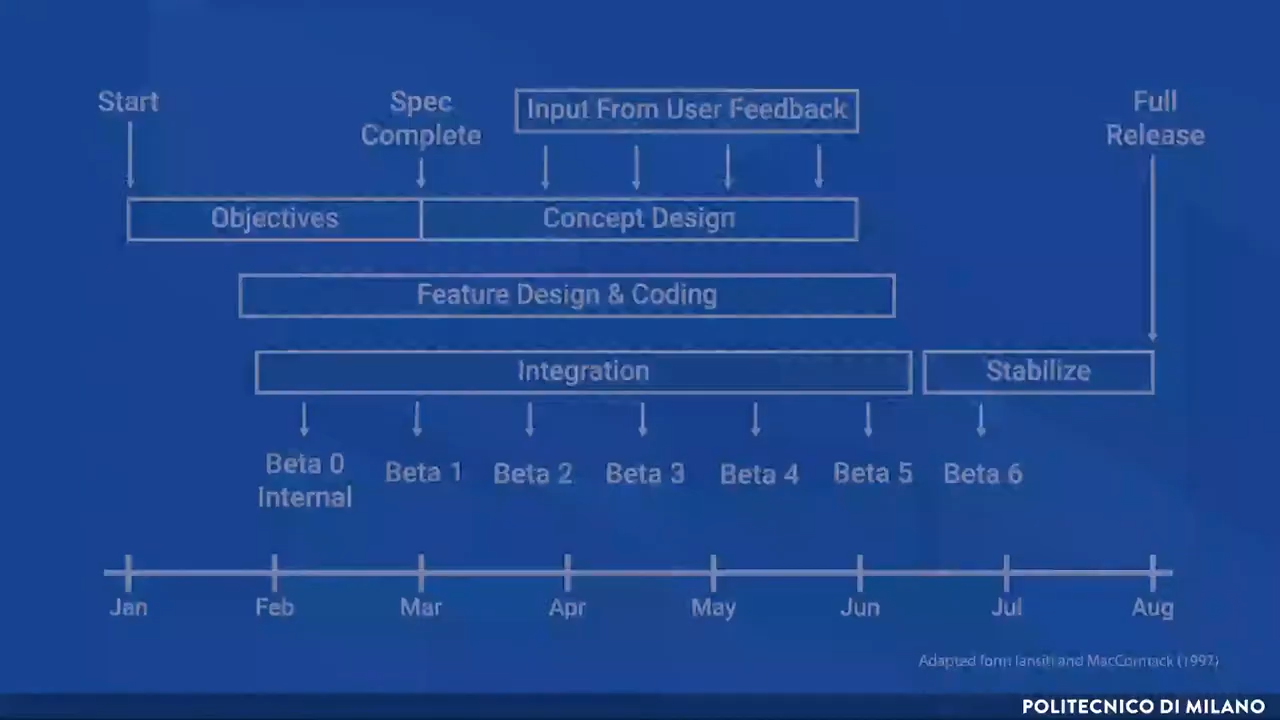 Start
Spec
Complete
Input From User Feedback
Full
Release
Objectives
Concept Design
Feature Design & Coding
Integration
Stabilize
Beta 0
Internal
Beta 1
Beta 2
Beta 3
Beta 4
Beta 5
Beta 6
Jan
Feb
Mar
Apr
May
Jun
Jul
Aug
Adapted form Iansiti and MacCormack (1997)
POLITECNICO DI MILANO